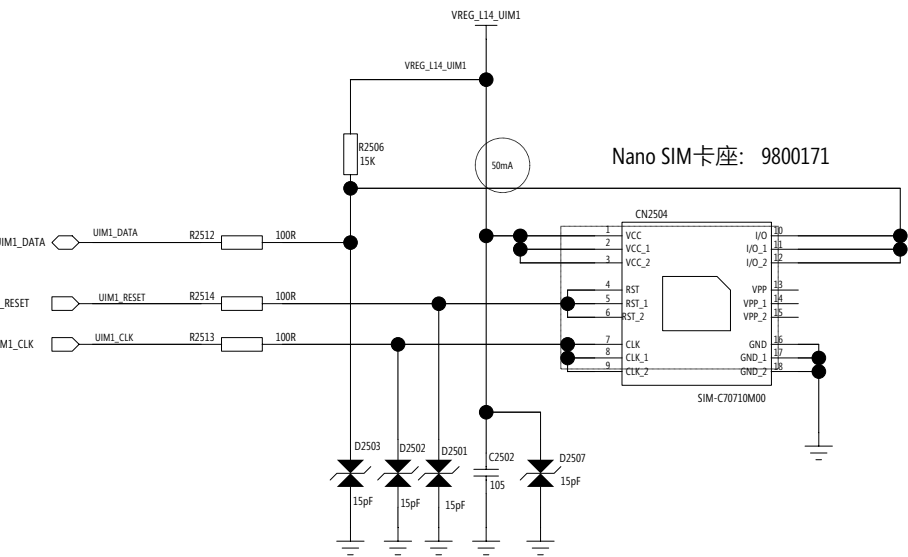 VREG_L14_UIM1
VREG_L14_UIM1
R2506
15K
50mA
Nano SIM卡座: 9800171
CN2504
UIM1_DATA
UIM1_DATA
R2512
100R
1
VCC
I/O
10
2
VCC_1
I/O_1
11
3
VCC_2
I/O_2
12
_RESET
UIM1_RESET
R2514
100R
4
RST
VPP
13
5
RST_1
VPP_1
14
6
RST_2
VPP_2
15
M1_CLK
UIM1_CLK
R2513
100R
7
CLK
GND
16
8
CLK_1
GND_1
17
9
CLK_2
GND_2
18
SIM-C70710M00
D2503
D2502
D2501
C2502
D2507
15pF
15pF
15pF
105
15pF